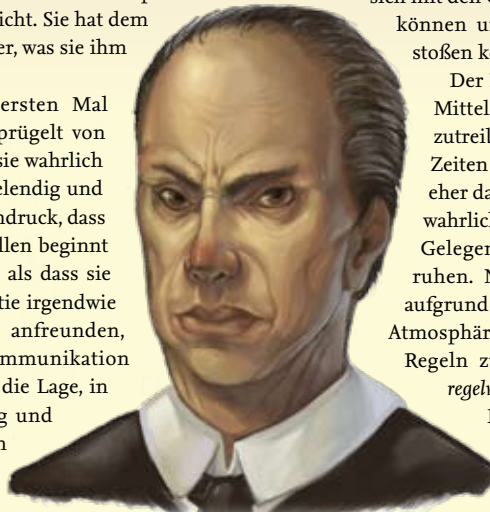 icht. Sie hat dem
er, was sie ihm
ersten Mal
prügelt von
sie wahrlich
elendig und
ndruck, dass
llen beginnt
als dass sie
tie irgendwie
anfreunden,
mmunikation
die Lage, in
g und
können u
stoßen k
Der
Mittel
zutreil
Zeiten
eher da
wahrlic
Gelegen
ruhen. N
aufgrund
Atmosphär
Regeln z
regelw